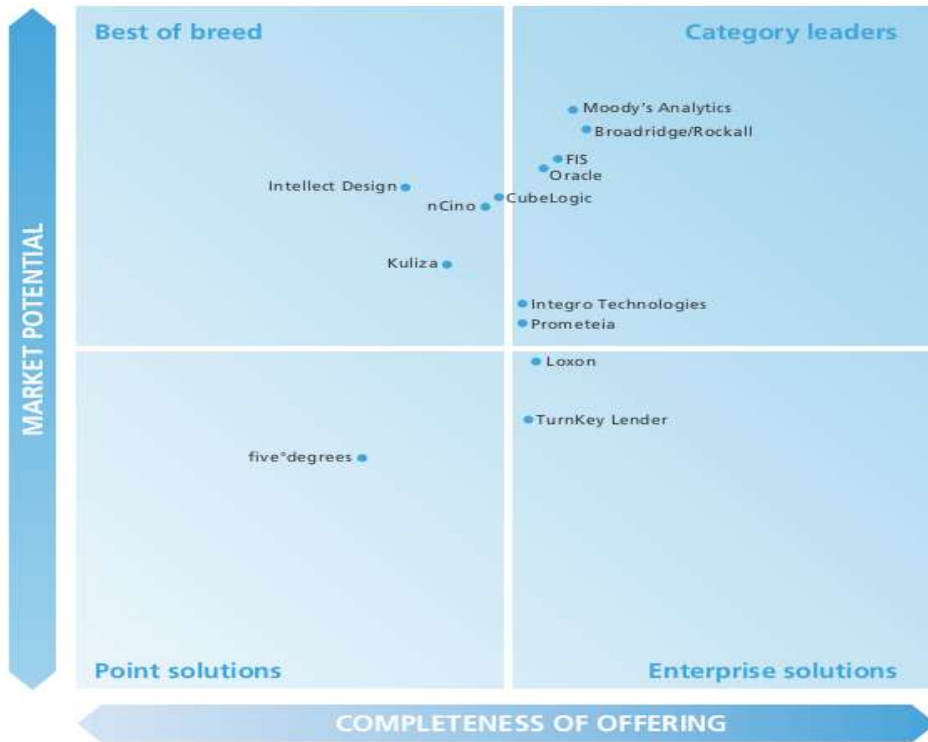 Best of breed
Category leaders
Moody's Analytics
Broadridge/Rockall
FIS
Oracle
Intellect Design
CubeLogic
nCino
Kuliza
Integro Technologies
Prometeia
Loxon
TurnKey Lender
five°degrees
Point solutions
Enterprise solutions
MARKET POTENTIAL
COMPLETENESS OF OFFERING